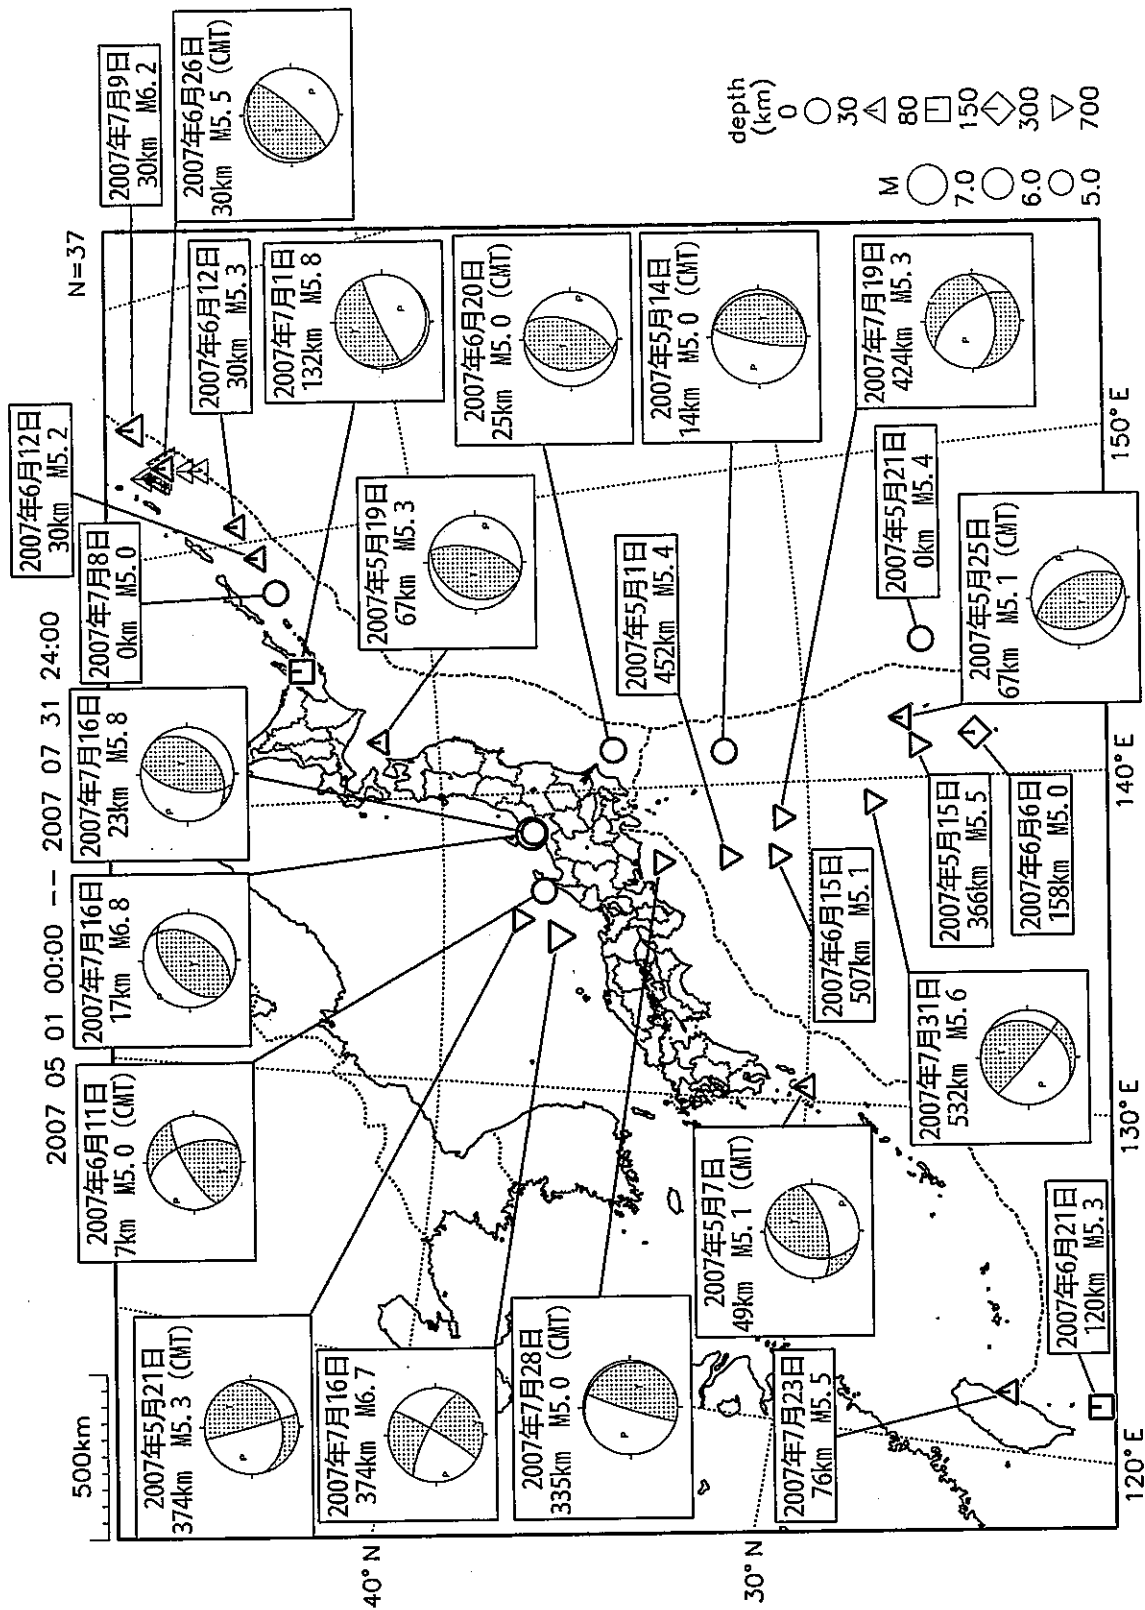 2007 05 01 00:00 -- 2007 07 31 24:00
N=37
500km
2007年5月21日
374km M5.3 (CMT)
2007年6月11日
7km M5.0 (CMT)
2007年7月16日
17km M6.8
2007年7月16日
23km M5.8
2007年7月8日
0km M5.0
2007年6月12日
30km M5.2
2007年7月9日
30km M6.2
2007年6月26日
30km M5.5 (CMT)
2007年6月12日
30km M5.3
2007年7月1日
132km M5.8
2007年7月16日
374km M6.7
2007年5月19日
67km M5.3
2007年6月20日
25km M5.0 (CMT)
2007年7月28日
335km M5.0 (CMT)
2007年5月1日
452km M5.4
2007年5月14日
14km M5.0 (CMT)
2007年5月7日
49km M5.1 (CMT)
2007年7月23日
76km M5.5
2007年6月15日
507km M5.1
2007年7月19日
424km M5.3
2007年5月21日
0km M5.4
2007年7月31日
532km M5.6
2007年5月15日
366km M5.5
2007年6月6日
158km M5.0
2007年5月25日
67km M5.1 (CMT)
2007年6月21日
120km M5.3
40°N
30°N
120°E
130°E
140°E
150°E
M
7.0
6.0
5.0
depth
(km)
0
30
80
150
300
700